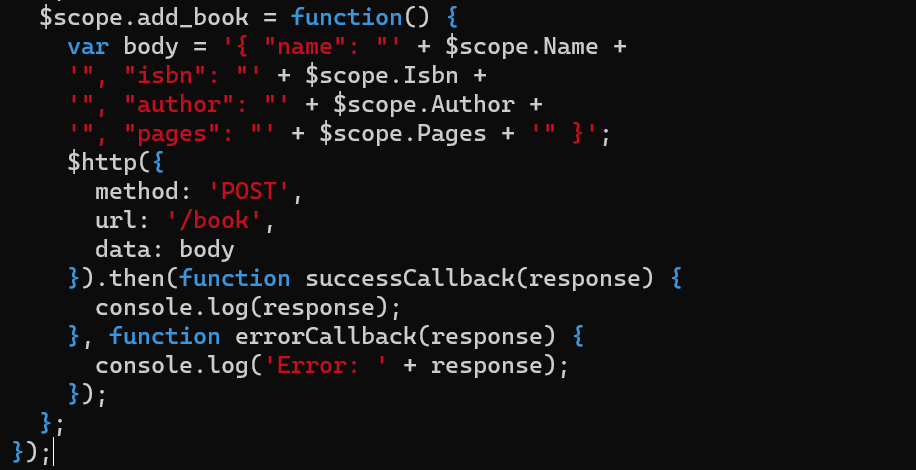 $scope.add_book = function() {
var body = '{ "name": "' + $scope.Name +
'", "isbn": "' + $scope.Isbn +
'", "author": "' + $scope.Author +
'", "pages": "' + $scope.Pages + '" }';
$http({
method: 'POST',
url: '/book',
data: body
}).then(function successCallback(response) {
console.log(response);
}, function errorCallback(response) {
console.log('Error: ' + response);
});
};
});